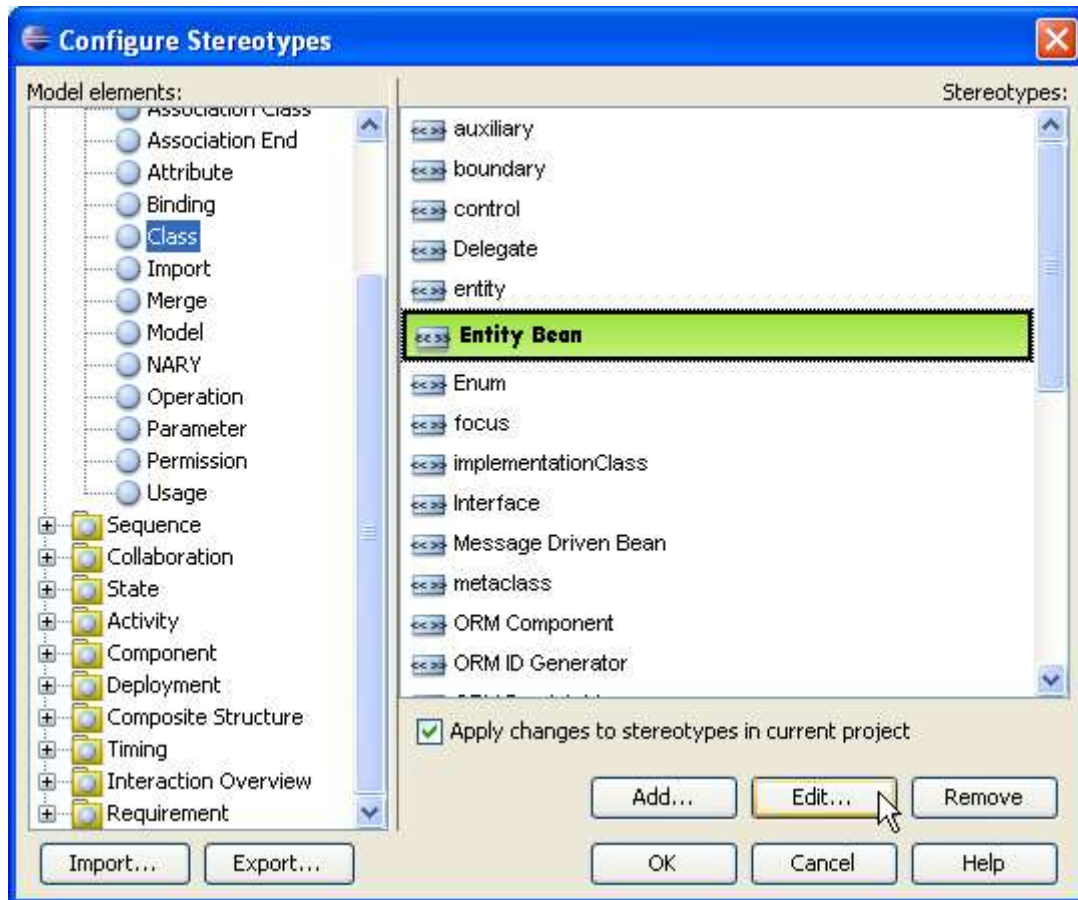 Configure Stereotypes
Model elements:
Association Class
Association End
Attribute
Binding
Class
Import
Merge
Model
NARY
Operation
Parameter
Permission
Usage
Sequence
Collaboration
State
Activity
Component
Deployment
Composite Structure
Timing
Interaction Overview
Requirement
Stereotypes:
auxiliary
boundary
control
Delegate
entity
Entity Bean
Enum
focus
implementationClass
Interface
Message Driven Bean
metaclass
ORM Component
ORM ID Generator
Apply changes to stereotypes in current project
Add... Edit... Remove
Import... Export... OK Cancel Help